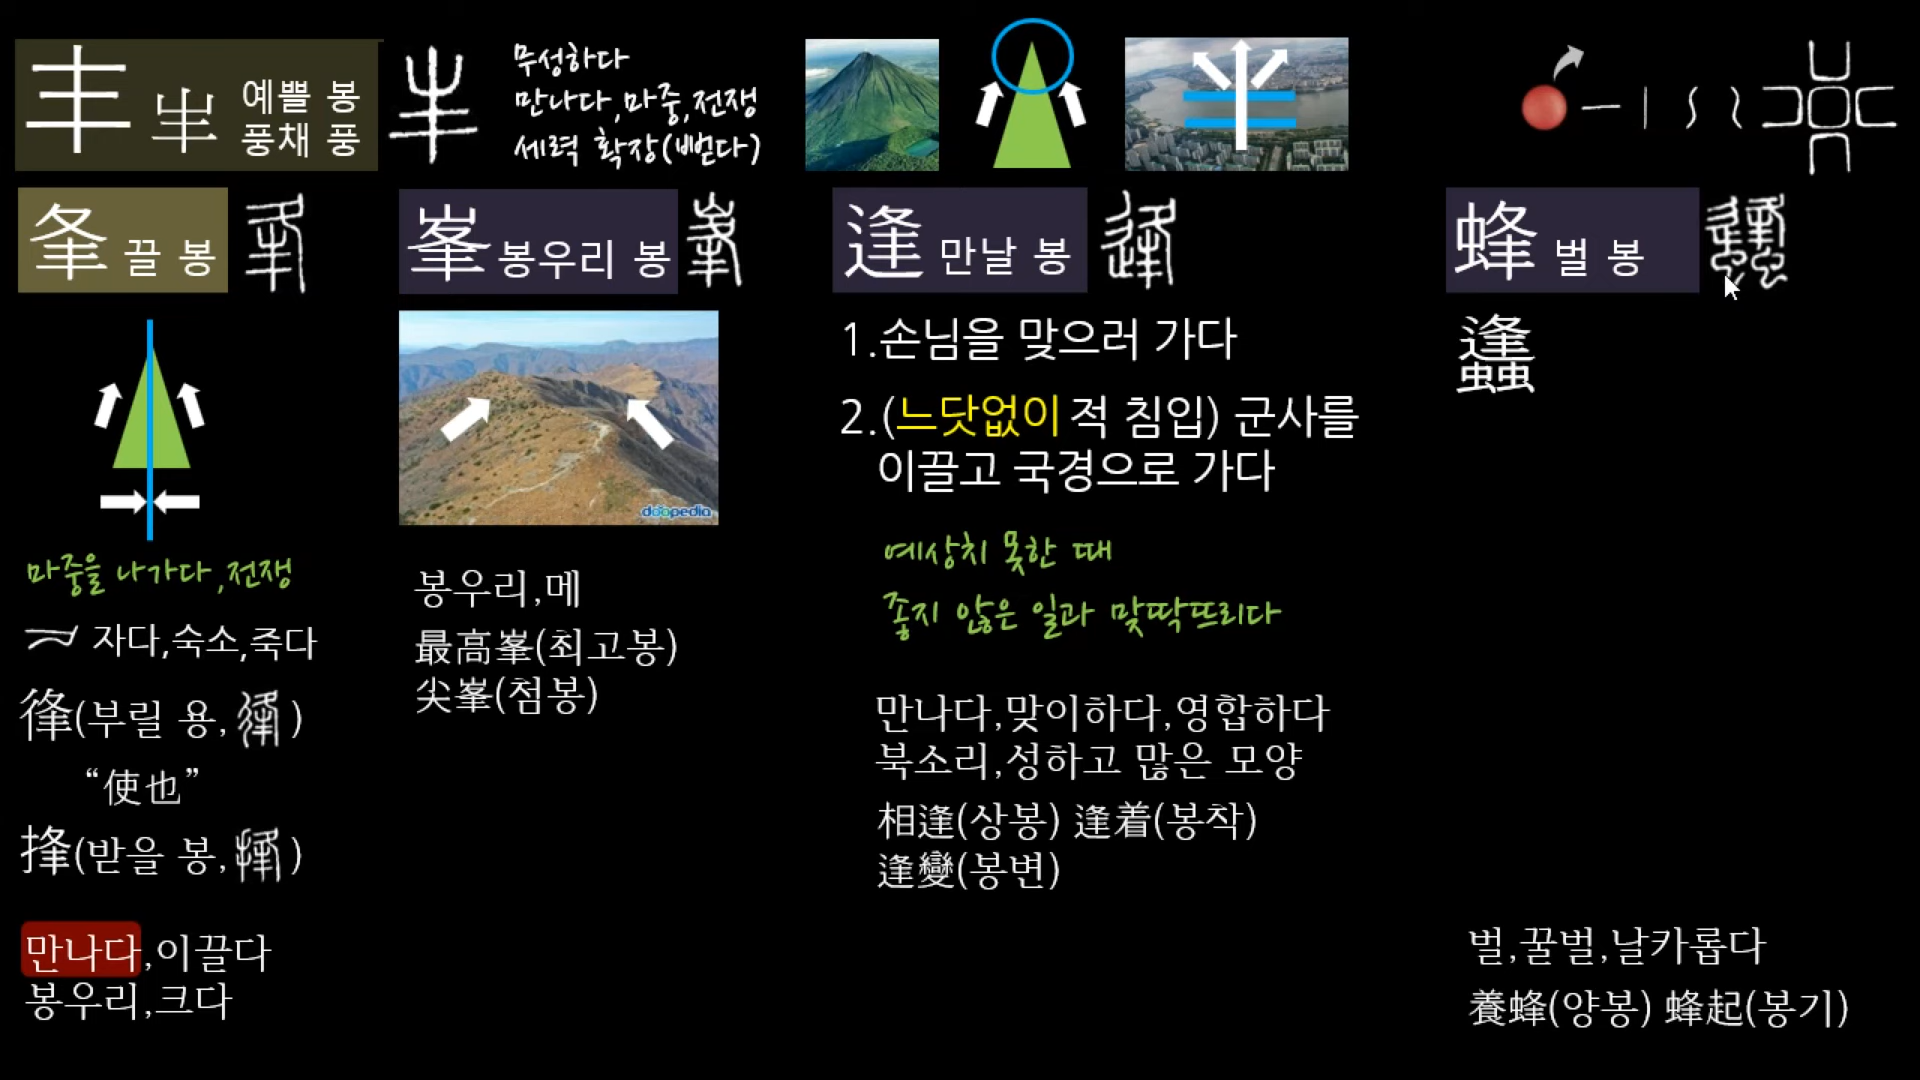 丰 예쁠 봉
풍채 풍
무성하다
만나다,마중,전쟁
세력 확장(뻗다)
夆 끌 봉
峯 봉우리 봉
逢 만날 봉
蜂 벌 봉
마중을 나가다,전쟁
자다,숙소,죽다
㣚(부릴 용, )
“使也”
捀(받을 봉, )
만나다,이끌다
봉우리,크다
doopedia
봉우리,메
最高峯(최고봉)
尖峯(첨봉)
1.손님을 맞으러 가다
2.(느닷없이 적 침입) 군사를
이끌고 국경으로 가다
예상치 못한 때
좋지 않은 일과 맞딱뜨리다
만나다,맞이하다,영합하다
북소리,성하고 많은 모양
相逢(상봉) 逢着(봉착)
逢變(봉변)
벌,꿀벌,날카롭다
養蜂(양봉) 蜂起(봉기)